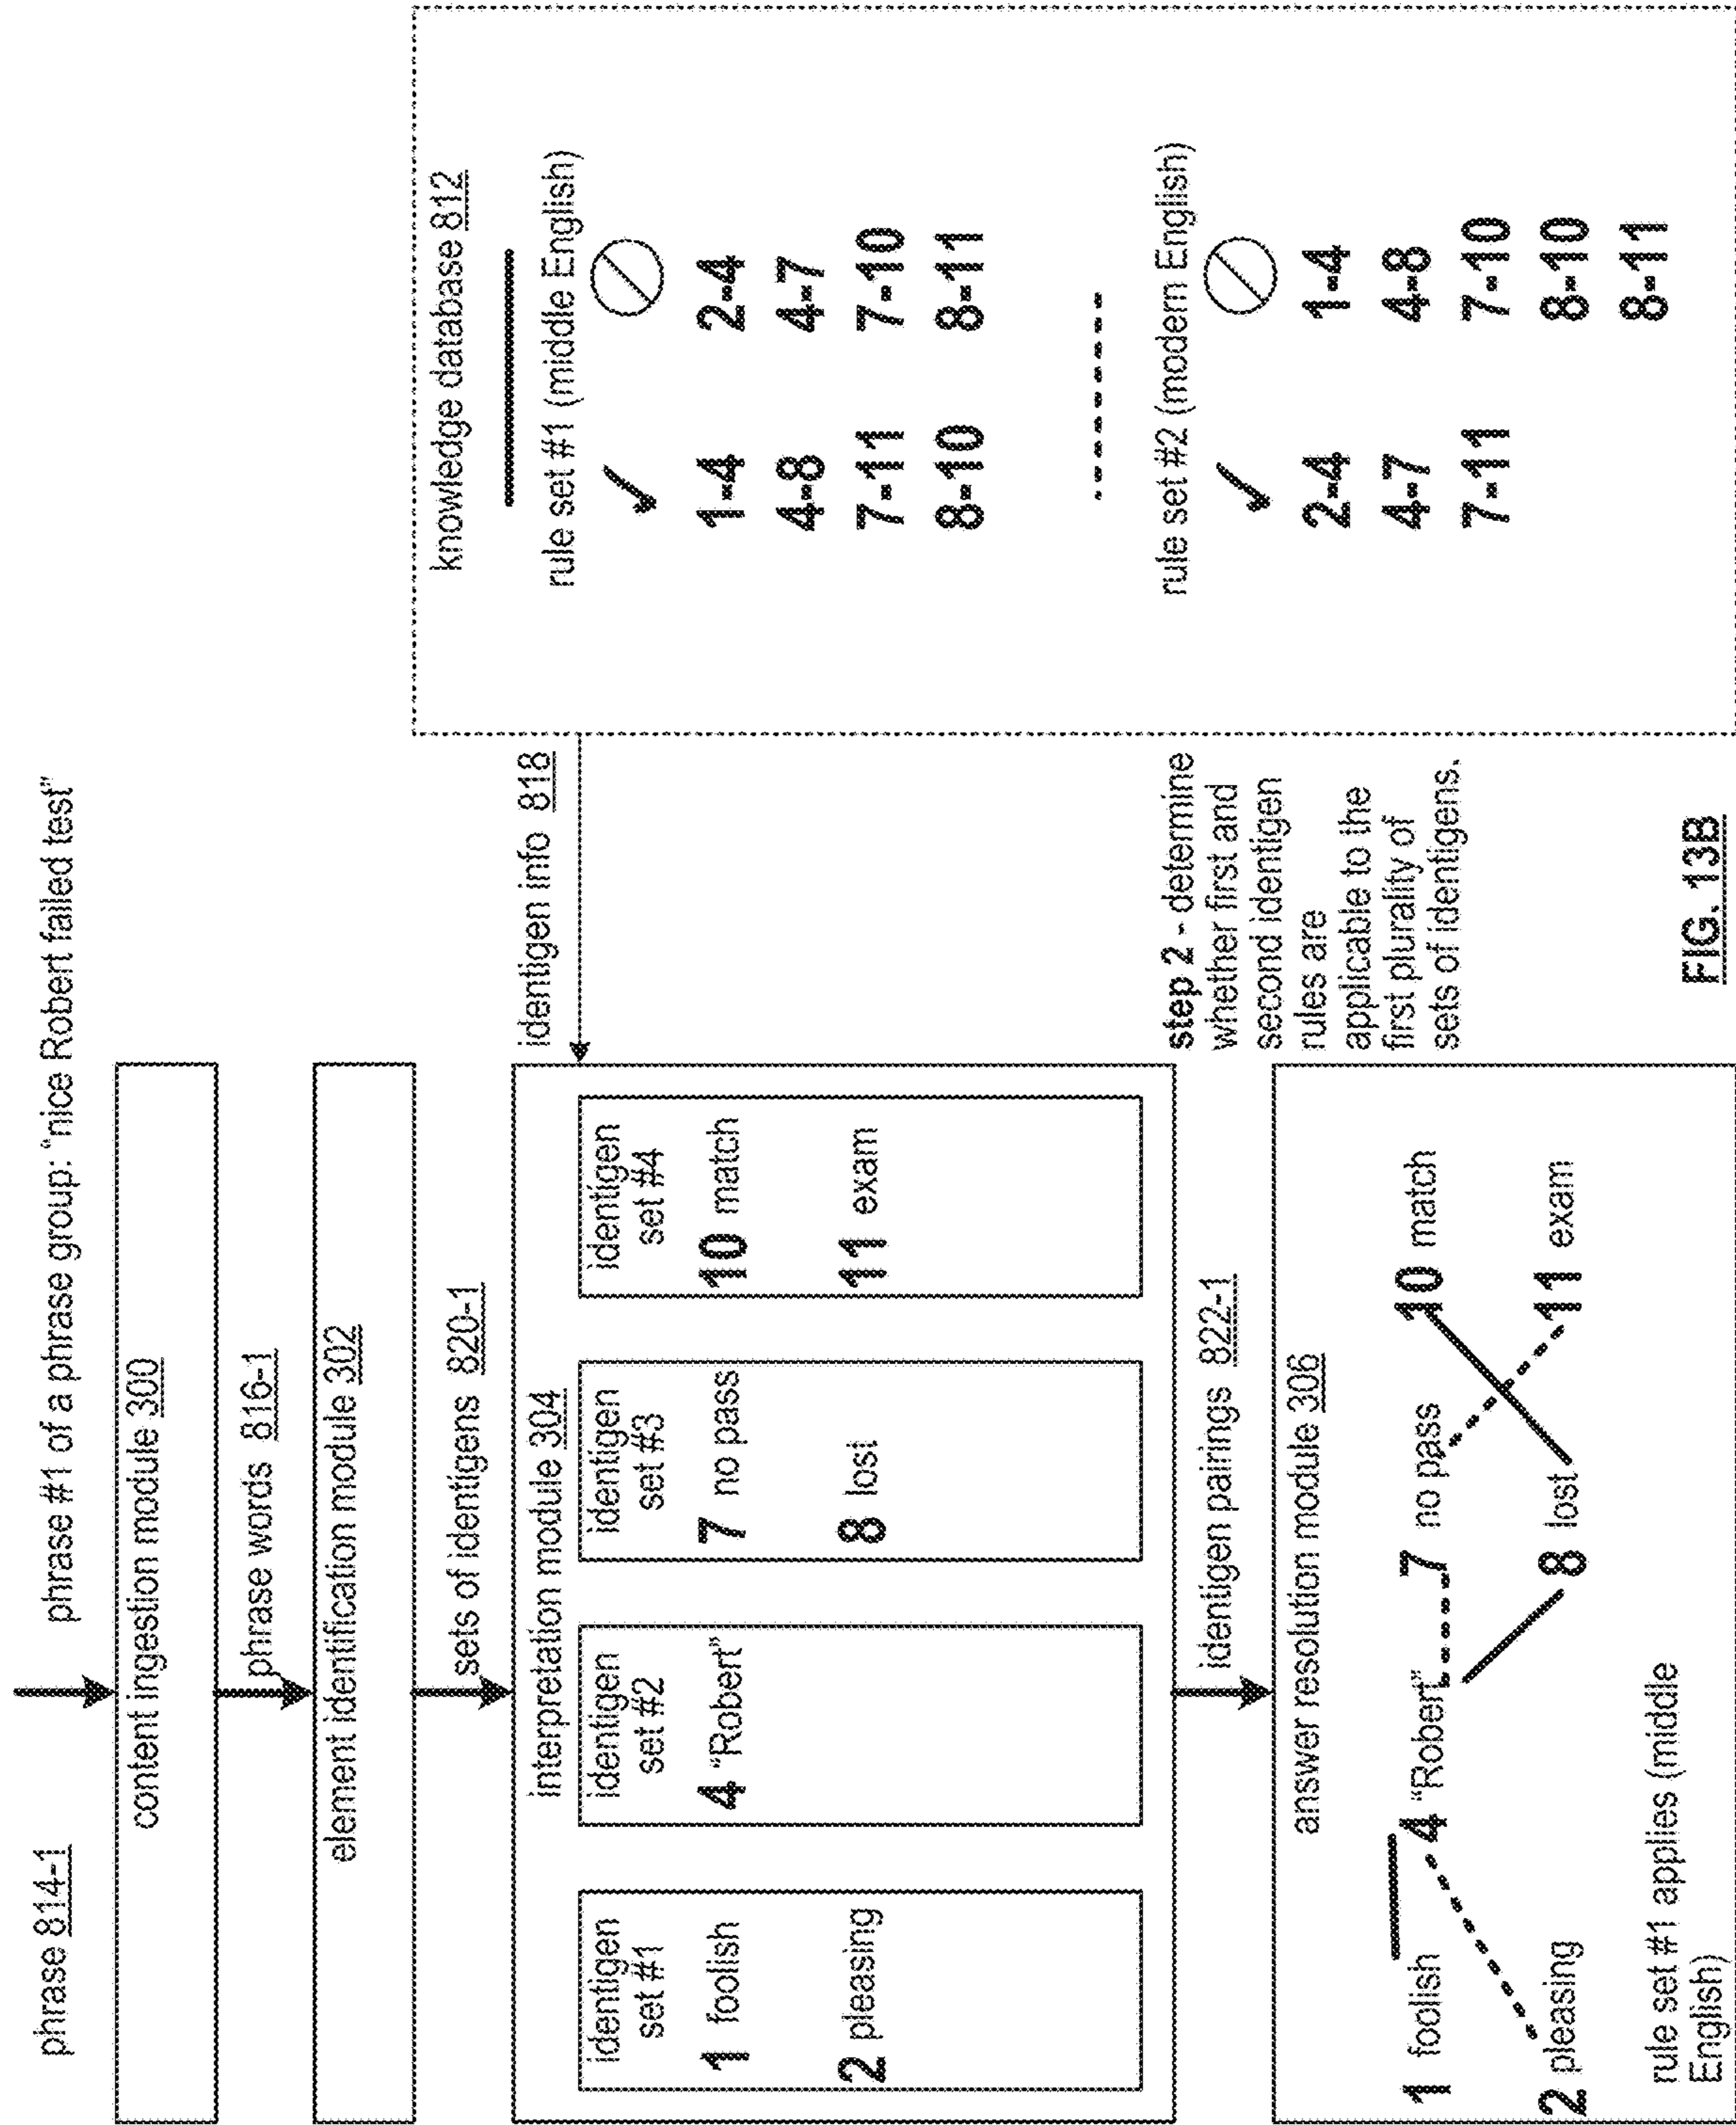 phrase 814-1
phrase #1 of a phrase group: "nice Robert failed test"
content ingestion module 300
phrase words 816-1
element identification module 302
sets of identigens 820-1
identigen info 818
interpretation module 304
identigen
set #1
1 foolish
2 pleasing
identigen
set #2
4 "Robert"
identigen
set #3
7 no pass
8 lost
identigen
set #4
10 match
11 exam
identigen pairings 822-1
step 2 - determine
whether first and
second identigen
rules are
applicable to the
first plurality of
sets of identigens.
answer resolution module 306
1 foolish 4 "Robert" 7 no pass 10 match
2 pleasing 8 lost 11 exam
rule set #1 applies (middle
English)
knowledge database 812
rule set #1 (middle English)
1-4 2-4
4-8 4-7
7-11 7-10
8-10 8-11
rule set #2 (modern English)
2-4 1-4
4-7 4-8
7-11 7-10
8-10
8-11
FIG. 13B